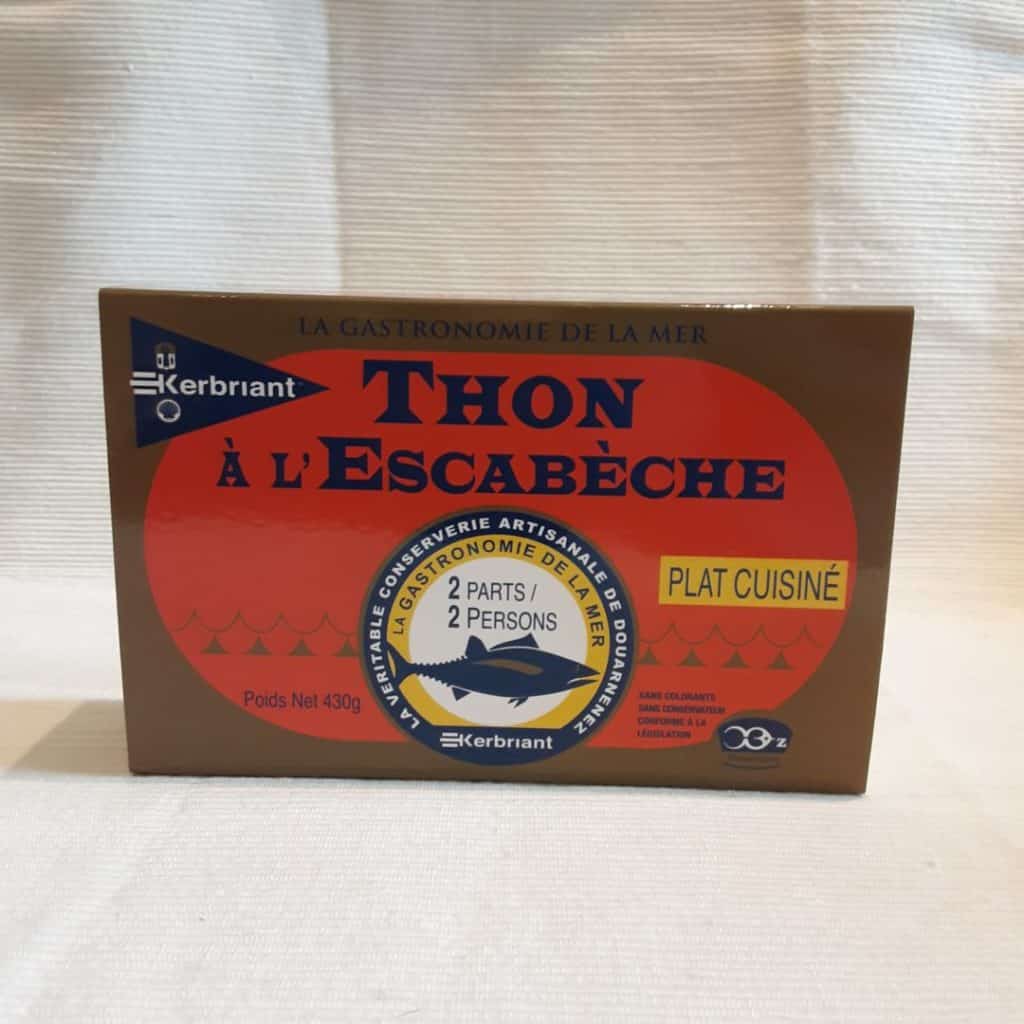 LA GASTRONOMIE DE LA MER
Kerbriant
THON
À L'ESCABÈCHE
LA VERITABLE CONSERVERIE ARTISANALE DE DOUARNENEZ
LA GASTRONOMIE DE LA MER
2 PARTS /
2 PERSONS
PLAT CUISINÉ
Poids Net 430g
SANS COLORANTS
SANS CONSERVATEUR
CONFORME À LA
LÉGISLATION
Kerbriant